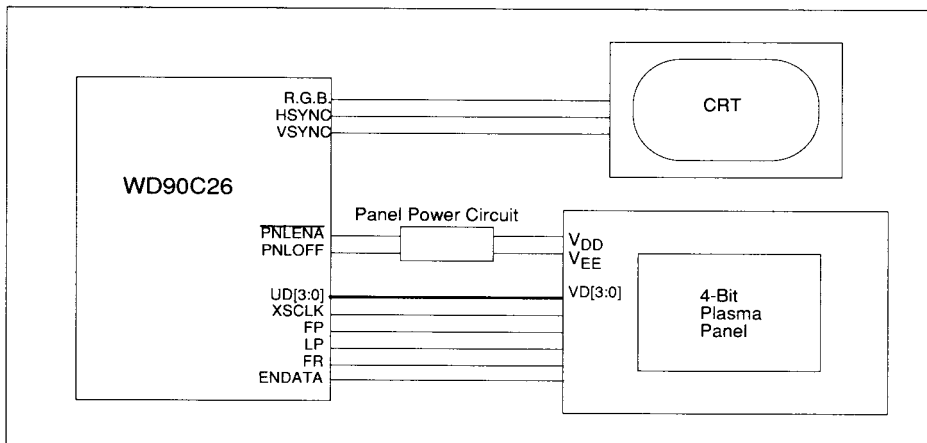 R.G.B.
HSYNC
VSYNC
CRT
WD90C26
Panel Power Circuit
PNLENA
PNLOFF
VDD
VEE
UD[3:0]
VD[3:0]
XSCLK
FP
LP
FR
ENDATA
4-Bit
Plasma
Panel